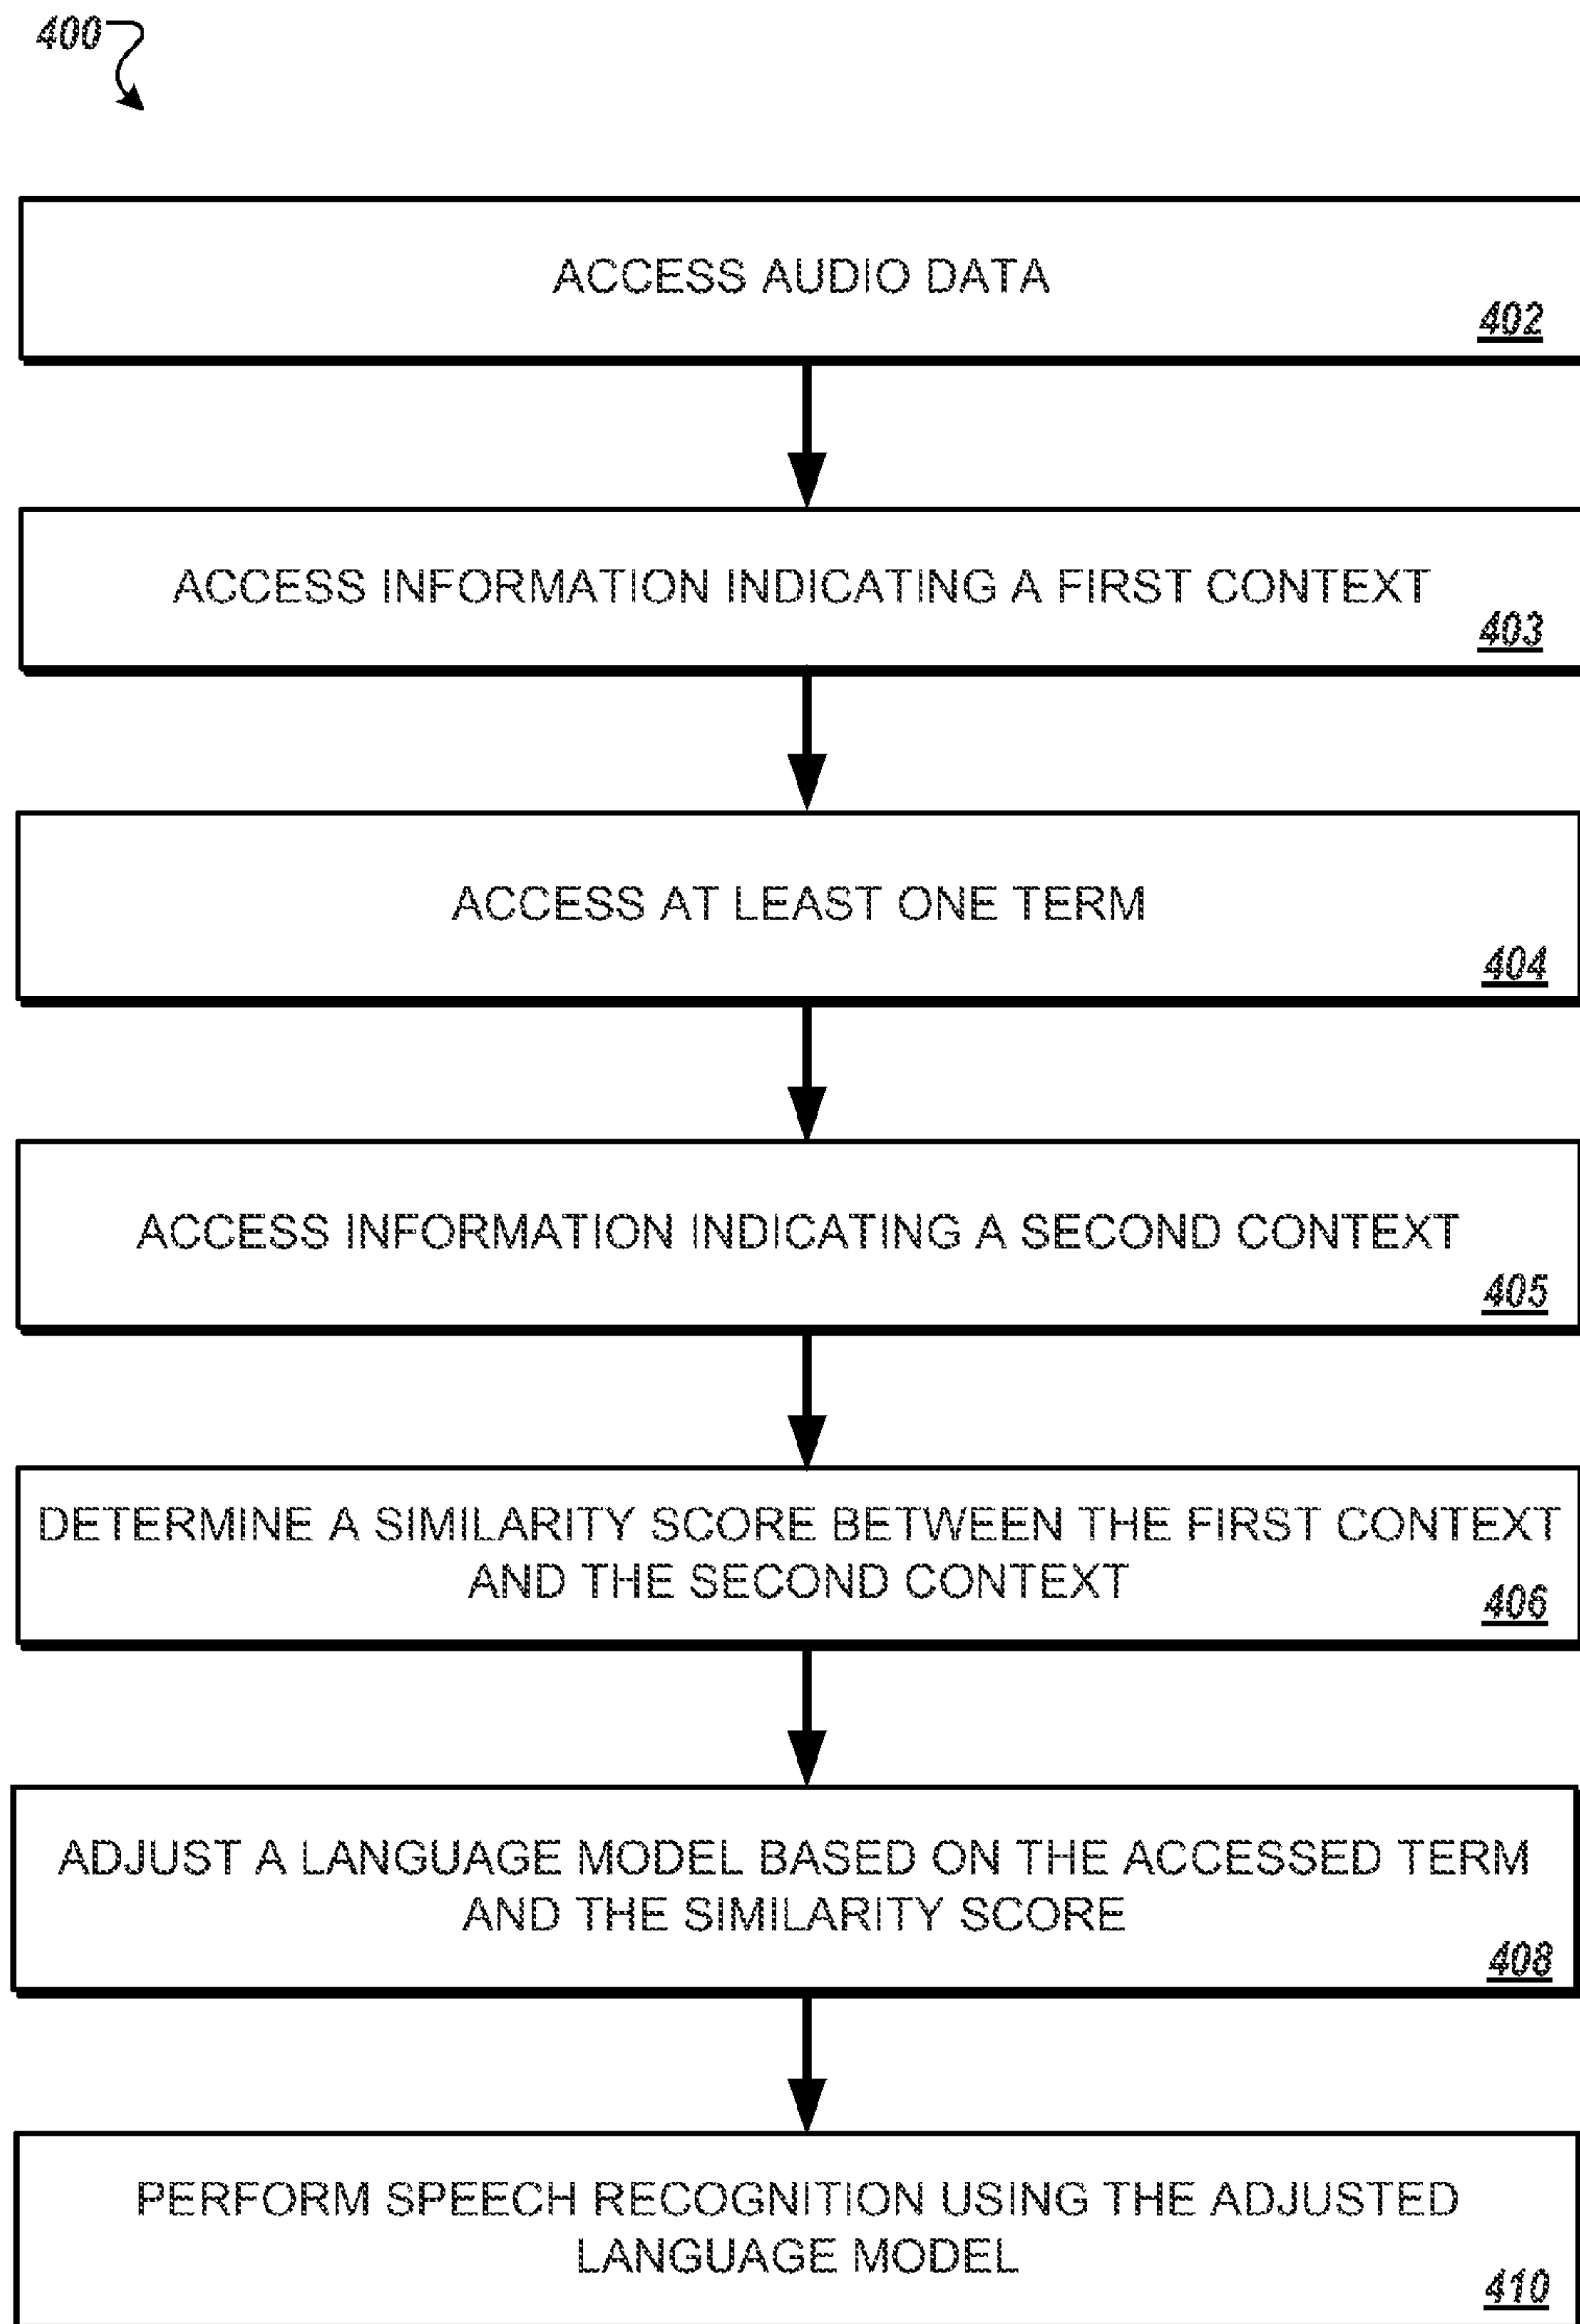 400
ACCESS AUDIO DATA
402
ACCESS INFORMATION INDICATING A FIRST CONTEXT
403
ACCESS AT LEAST ONE TERM
404
ACCESS INFORMATION INDICATING A SECOND CONTEXT
405
DETERMINE A SIMILARITY SCORE BETWEEN THE FIRST CONTEXT
AND THE SECOND CONTEXT
406
ADJUST A LANGUAGE MODEL BASED ON THE ACCESSED TERM
AND THE SIMILARITY SCORE
408
PERFORM SPEECH RECOGNITION USING THE ADJUSTED
LANGUAGE MODEL
410